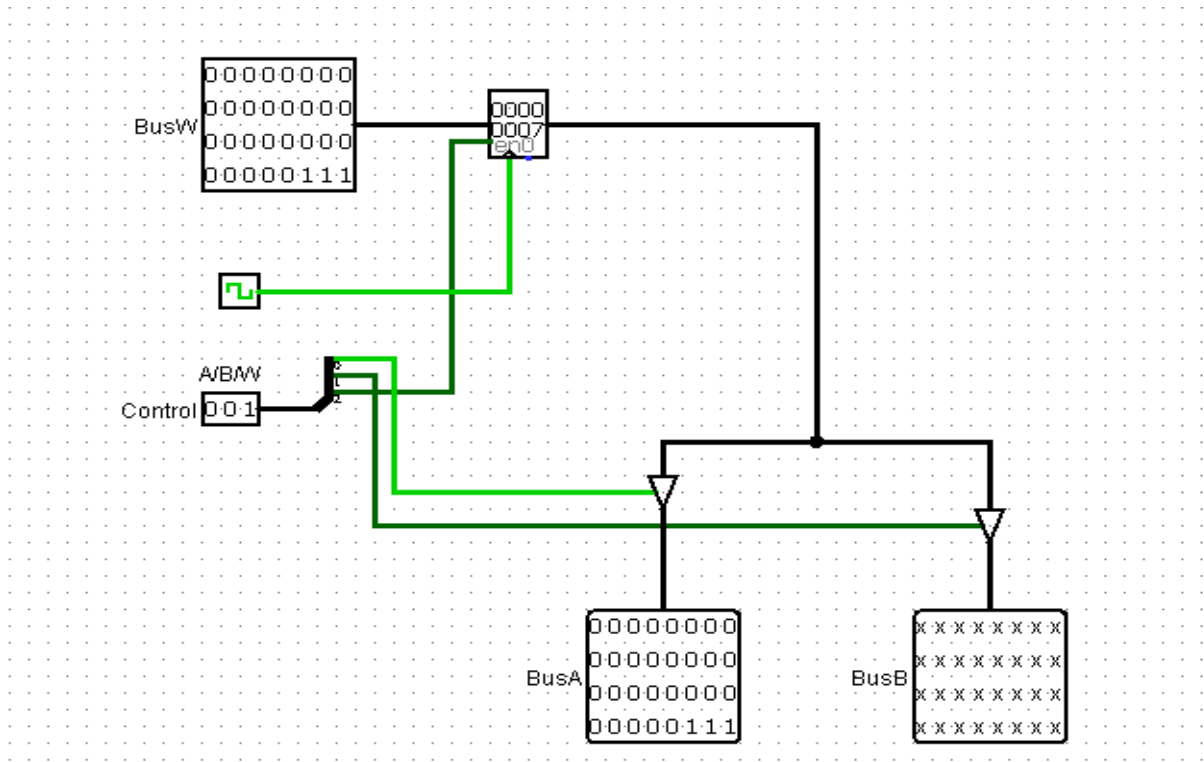 0 0 0 0 0 0 0 0
0 0 0 0 0 0 0 0
BusW
0 0 0 0 0 0 0 0
0 0 0 0 0 1 1 1
0000
0007
en0
A/B/W
Control 0 0 1
0
1
2
BusA
0 0 0 0 0 0 0 0
0 0 0 0 0 0 0 0
0 0 0 0 0 0 0 0
0 0 0 0 0 1 1 1
BusB
x x x x x x x x
x x x x x x x x
x x x x x x x x
x x x x x x x x